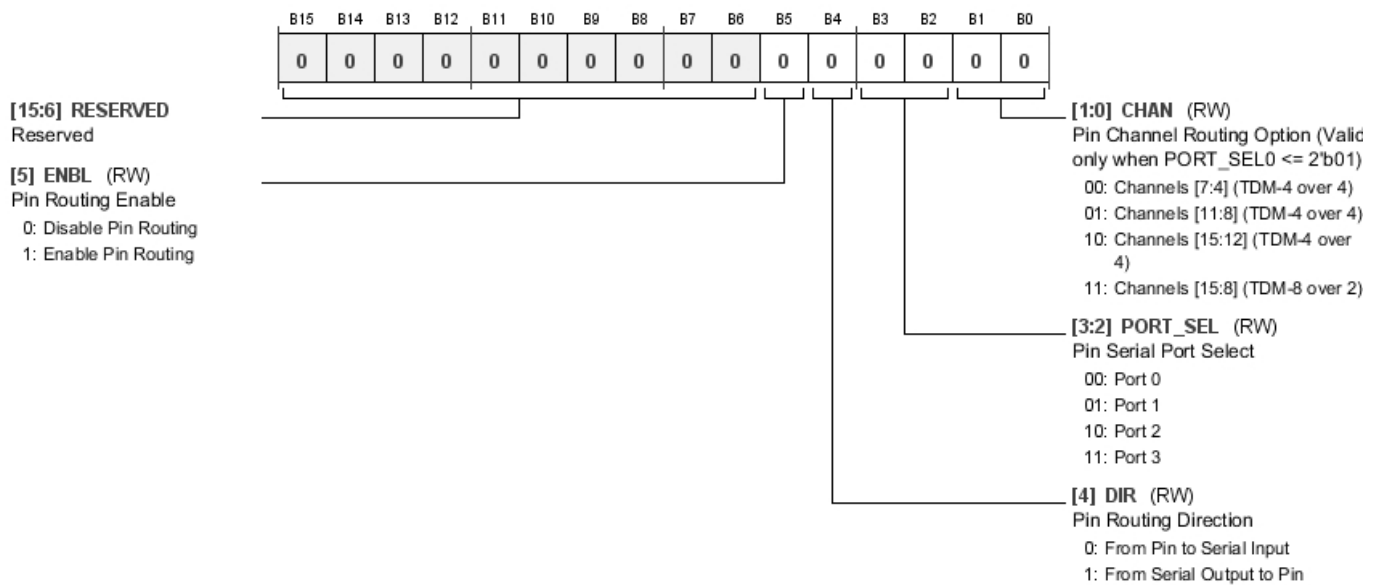 B15 B14 B13 B12 B11 B10 B9 B8 B7 B6 B5 B4 B3 B2 B1 B0
0 0 0 0 0 0 0 0 0 0 0 0 0 0 0 0
[15:6] RESERVED
Reserved
[5] ENBL (RW)
Pin Routing Enable
0: Disable Pin Routing
1: Enable Pin Routing
[1:0] CHAN (RW)
Pin Channel Routing Option (Valid
only when PORT_SEL0 <= 2'b01)
00: Channels [7:4] (TDM-4 over 4)
01: Channels [11:8] (TDM-4 over 4)
10: Channels [15:12] (TDM-4 over
4)
11: Channels [15:8] (TDM-8 over 2)
[3:2] PORT_SEL (RW)
Pin Serial Port Select
00: Port 0
01: Port 1
10: Port 2
11: Port 3
[4] DIR (RW)
Pin Routing Direction
0: From Pin to Serial Input
1: From Serial Output to Pin